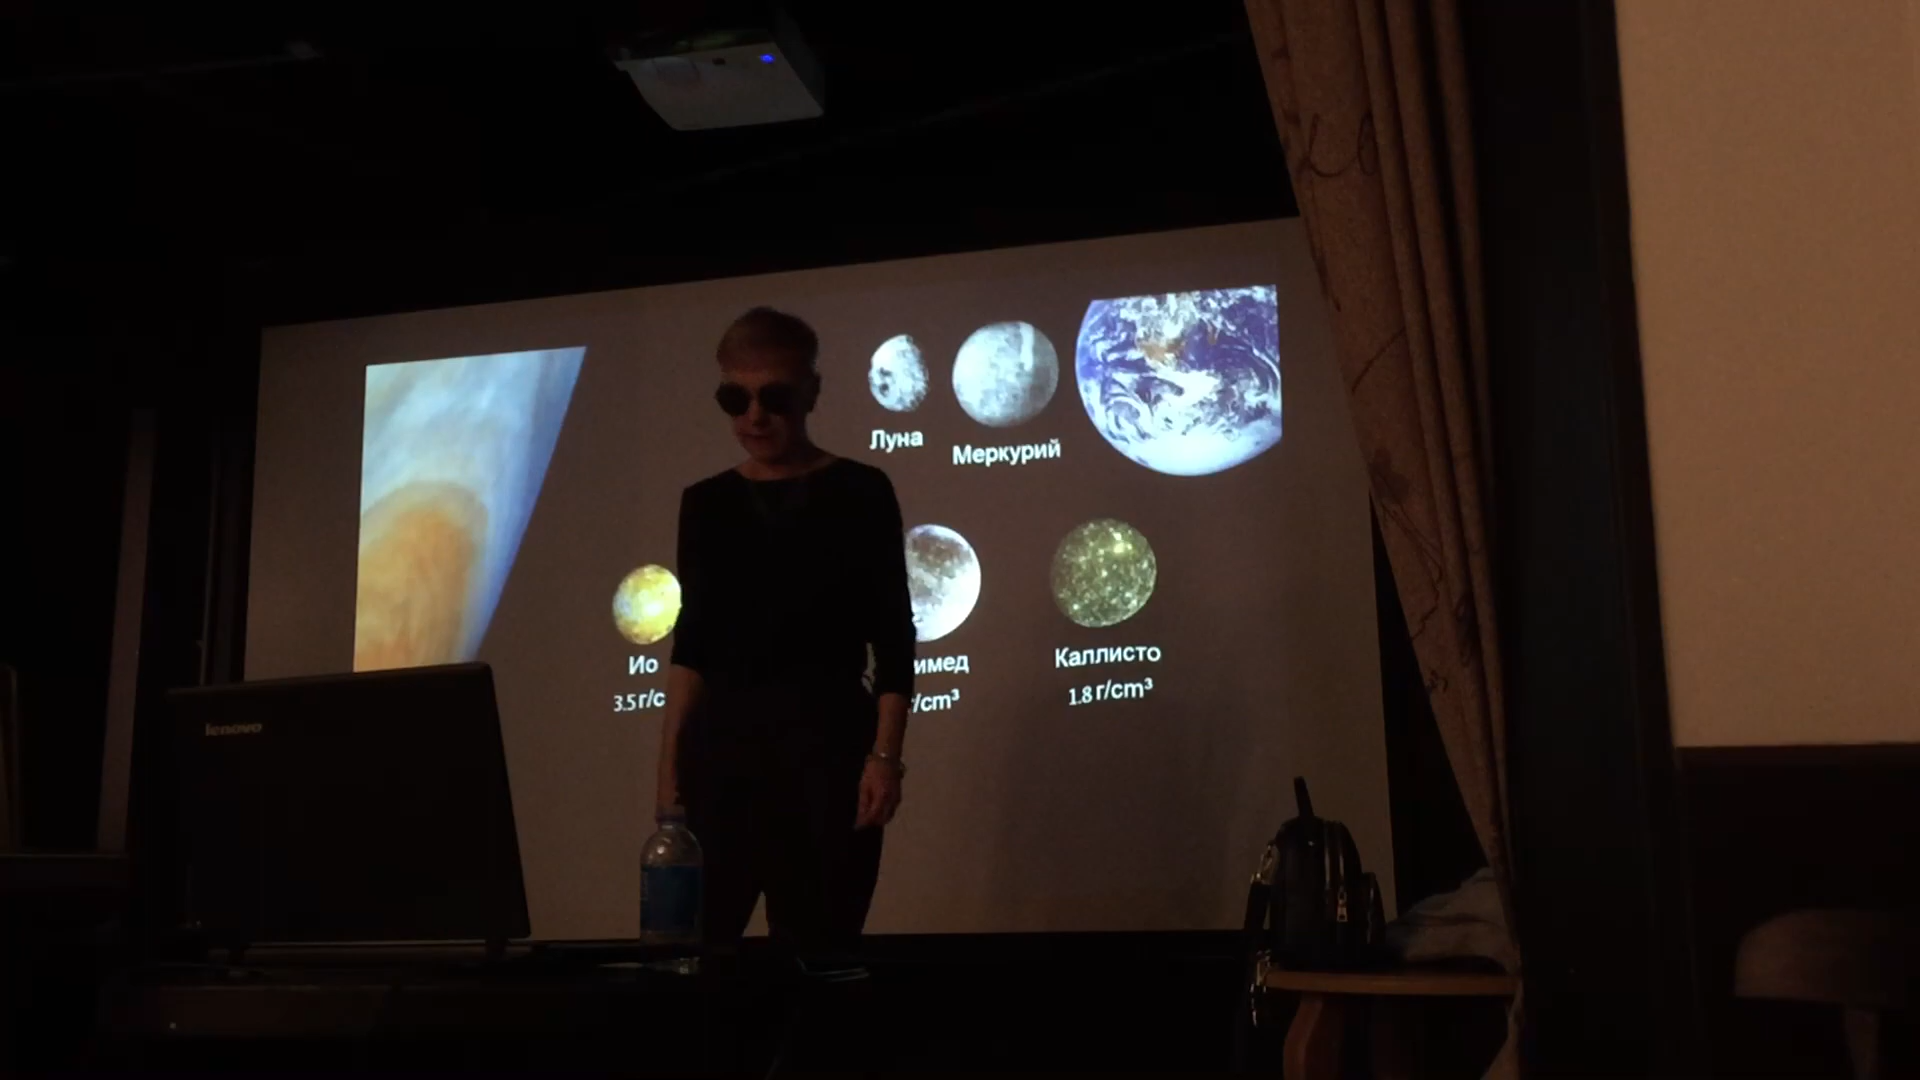 Луна
Меркурий
Ио
имед
Каллисто
3.5 г/c
г/cm³
1.8 г/cm³
lenovo